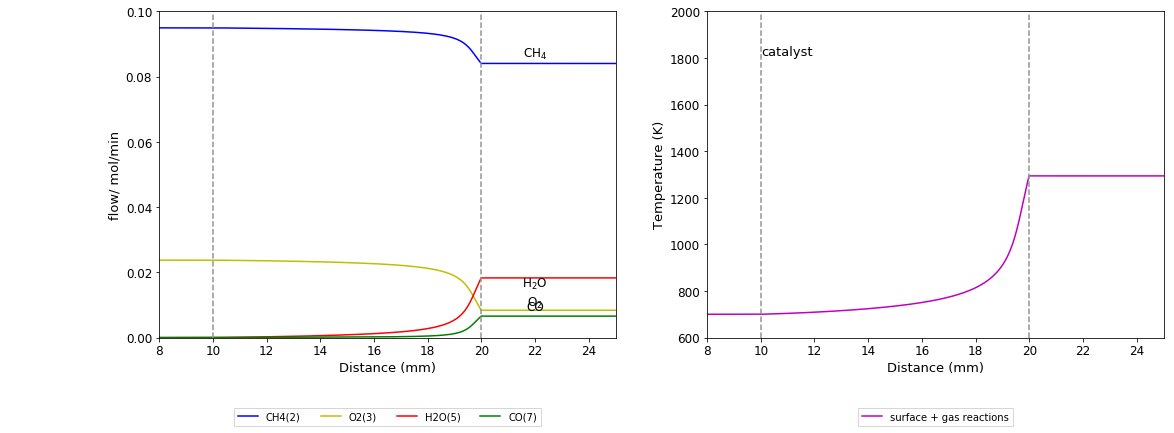 0.10
0.08
0.06
0.04
0.02
0.00
flow/ mol/min
CH4
H2O
O2
CO
8 10 12 14 16 18 20 22 24
Distance (mm)
CH4(2) O2(3) H2O(5) CO(7)
2000
1800
1600
1400
1200
1000
800
600
Temperature (K)
catalyst
8 10 12 14 16 18 20 22 24
Distance (mm)
surface + gas reactions